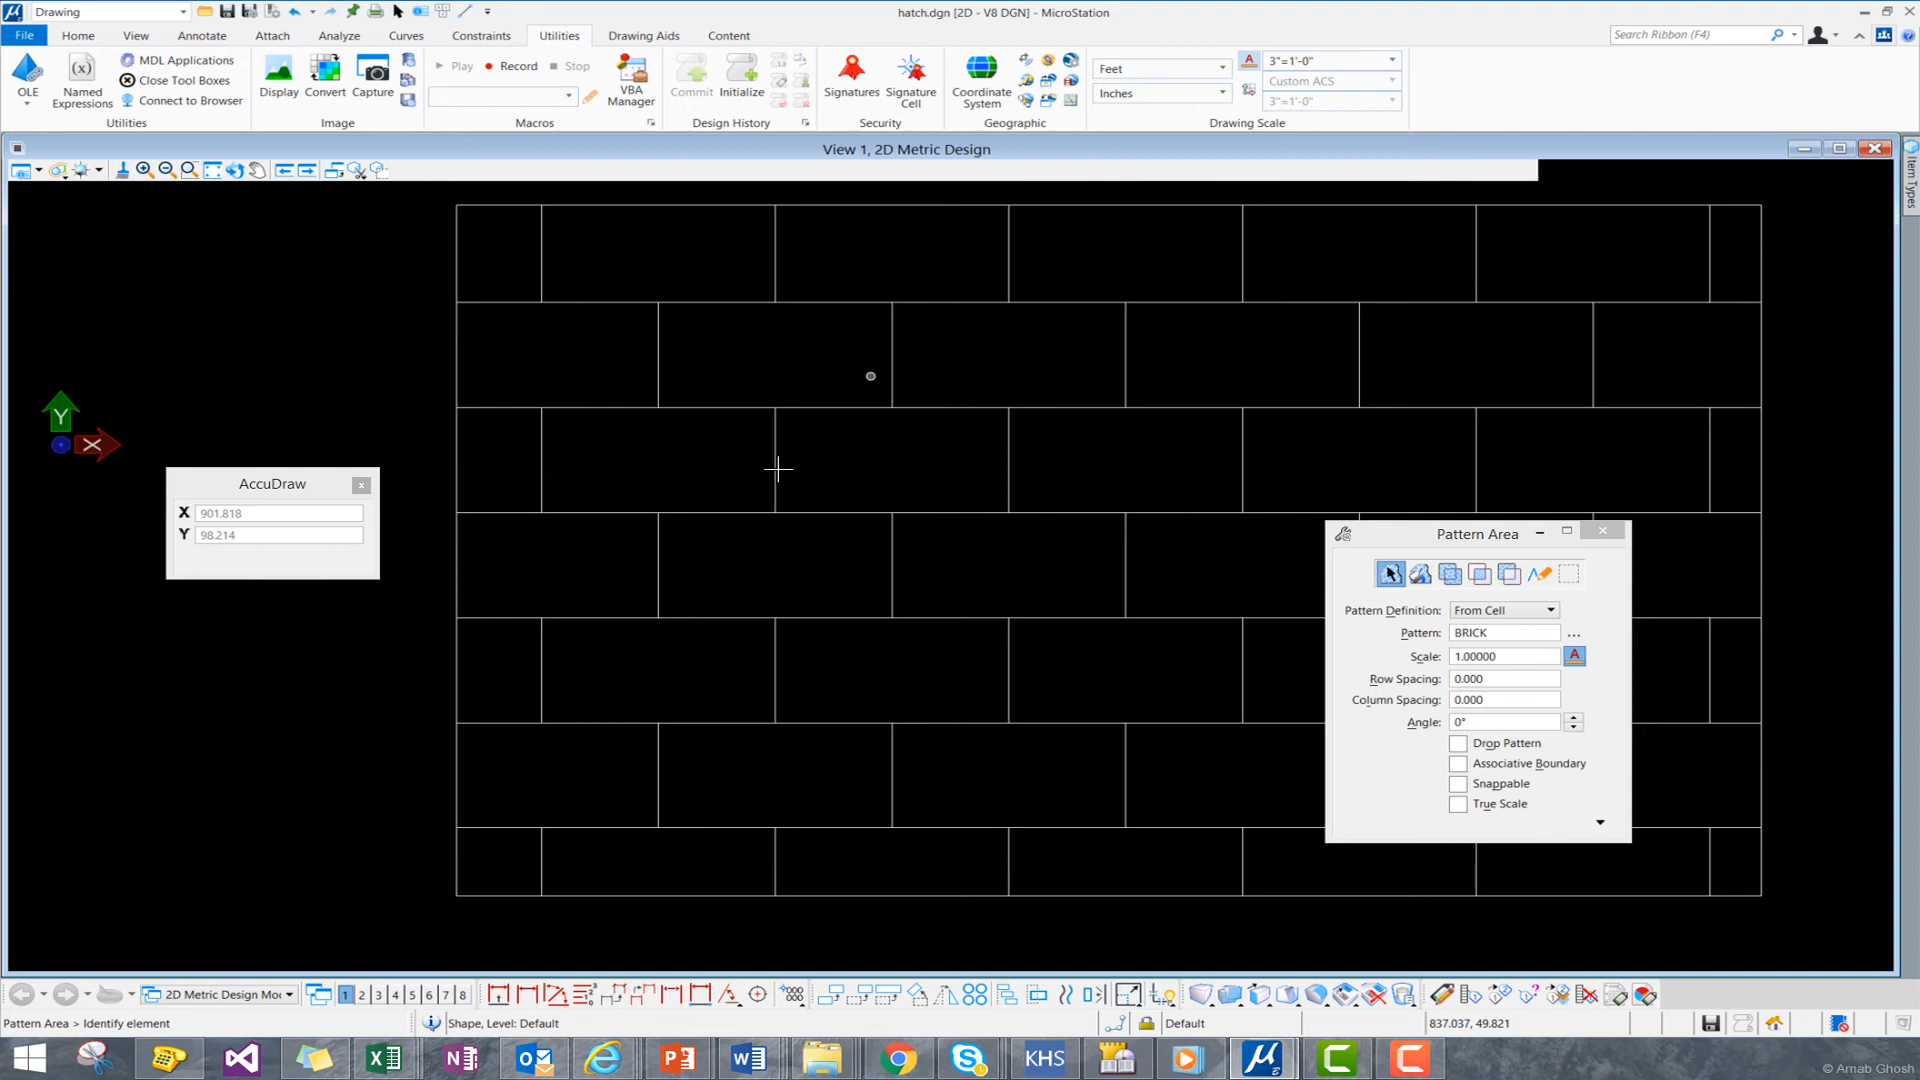 Drawing
hatch.dgn [2D - V8 DGN] - MicroStation
File Home View Annotate Attach Analyze Curves Constraints Utilities Drawing Aids Content
Search Ribbon (F4)
OLE
Named Expressions
MDL Applications
Close Tool Boxes
Connect to Browser
Utilities
Display
Convert
Capture
Image
Play Record Stop
VBA Manager
Macros
Commit
Initialize
Design History
Signatures
Signature Cell
Security
Coordinate System
Geographic
Feet
Inches
3"=1'-0"
Custom ACS
3"=1'-0"
Drawing Scale
View 1, 2D Metric Design
Item Types
Y
X
AccuDraw
X 901.818
Y 98.214
Pattern Area
Pattern Definition: From Cell
Pattern: BRICK ...
Scale: 1.00000 A
Row Spacing: 0.000
Column Spacing: 0.000
Angle: 0°
Drop Pattern
Associative Boundary
Snappable
True Scale
2D Metric Design Moc
1 2 3 4 5 6 7 8
Pattern Area > Identify element
Shape, Level: Default
Default
837.037, 49.821
KHS
© Arnab Ghosh